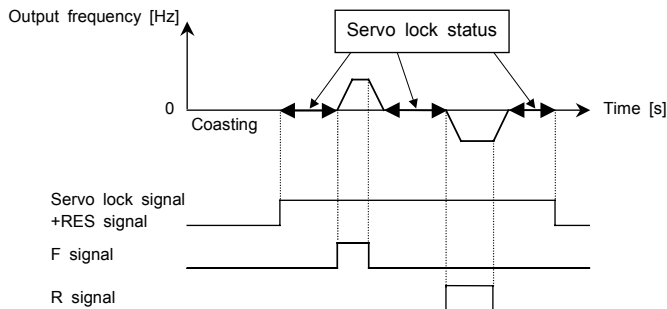 Output frequency [Hz]
Servo lock status
0
Time [s]
Coasting
Servo lock signal
+RES signal
F signal
R signal